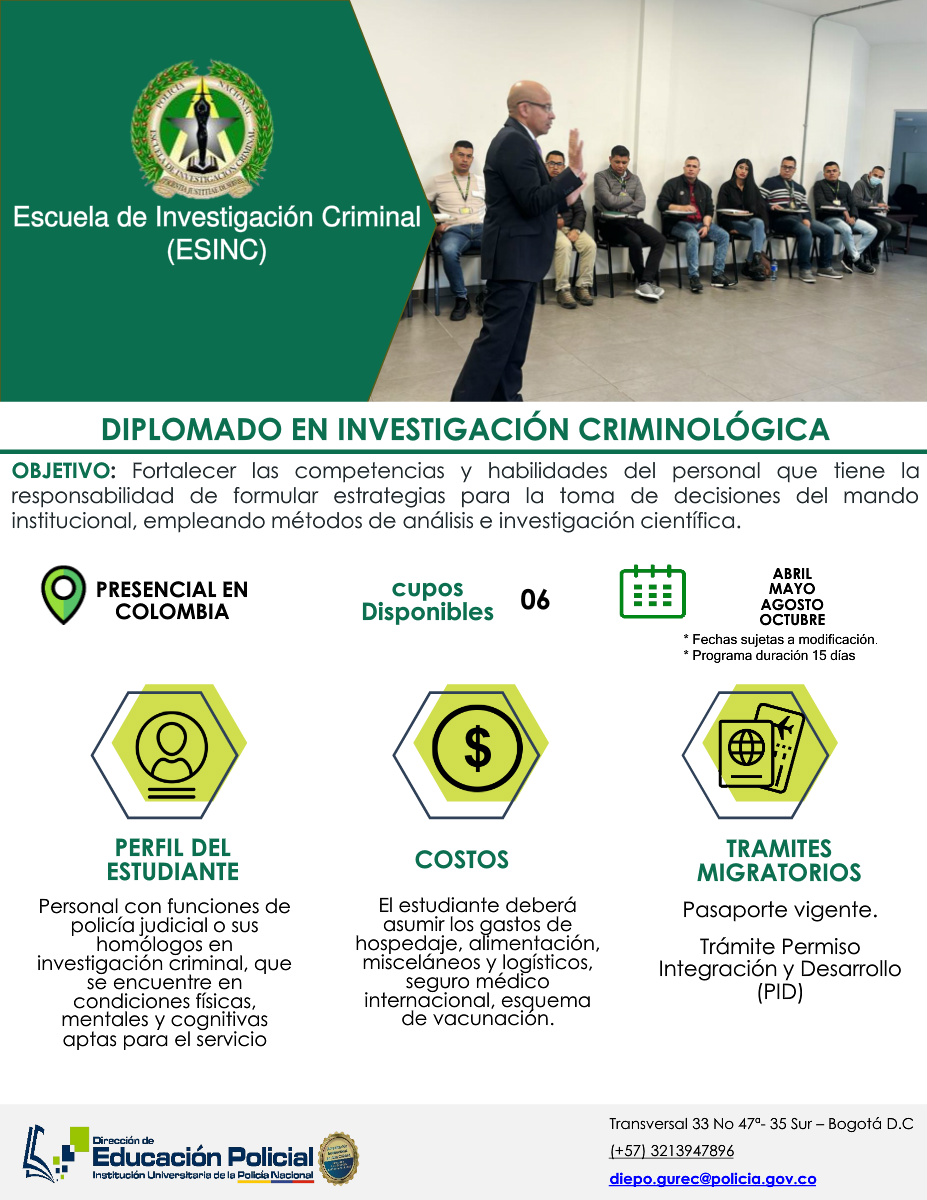 POLICÍA NACIONAL
ESCUELA DE INVESTIGACIÓN CRIMINAL
Escuela de Investigación Criminal
(ESINC)
DIPLOMADO EN INVESTIGACIÓN CRIMINOLÓGICA
OBJETIVO: Fortalecer las competencias y habilidades del personal que tiene la
responsabilidad de formular estrategias para la toma de decisiones del mando
institucional, empleando métodos de análisis e investigación científica.
PRESENCIAL EN
COLOMBIA
cupos
Disponibles
06
ABRIL
MAYO
AGOSTO
OCTUBRE
* Fechas sujetas a modificación.
* Programa duración 15 días
$
PERFIL DEL
ESTUDIANTE
Personal con funciones de
policía judicial o sus
homólogos en
investigación criminal, que
se encuentre en
condiciones físicas,
mentales y cognitivas
aptas para el servicio
COSTOS
El estudiante deberá
asumir los gastos de
hospedaje, alimentación,
misceláneos y logísticos,
seguro médico
internacional, esquema
de vacunación.
TRAMITES
MIGRATORIOS
Pasaporte vigente.
Trámite Permiso
Integración y Desarrollo
(PID)
Dirección de
Educación Policial
Institución Universitaria de la Policía Nacional
Transversal 33 No 47ª- 35 Sur – Bogotá D.C
(+57) 3213947896
diepo.gurec@policia.gov.co